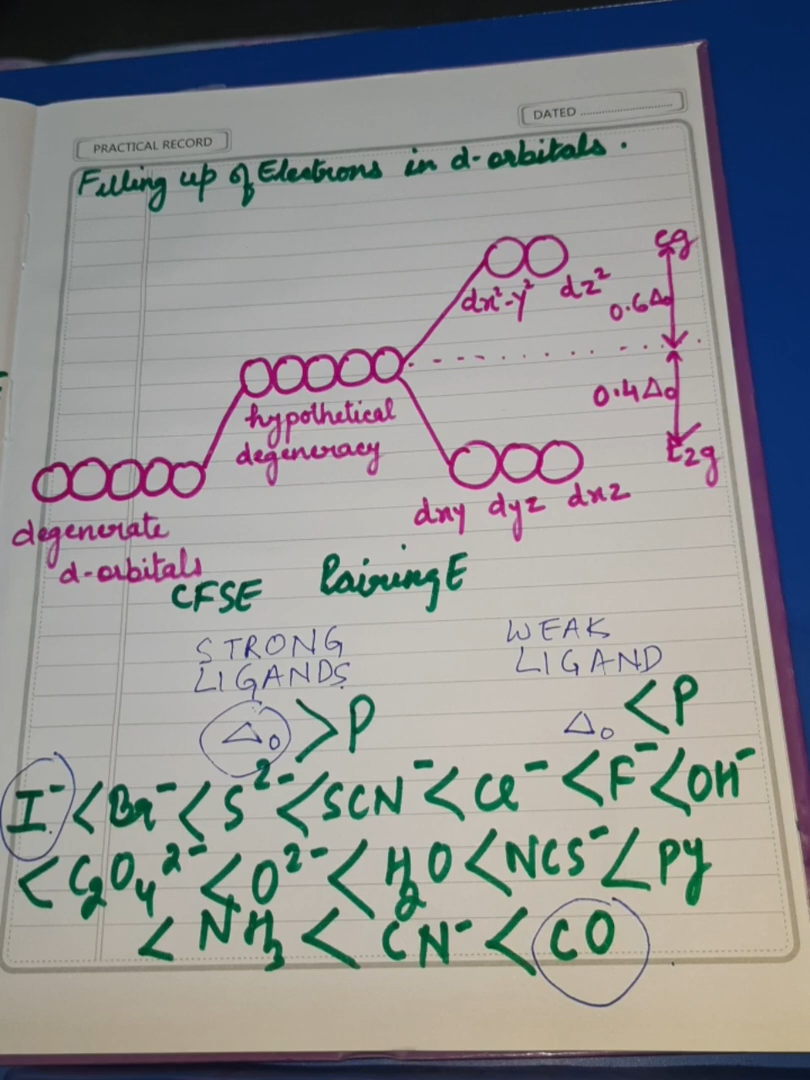 PRACTICAL RECORD
DATED
Filling up of Electrons in d-orbitals.
eg
dx²-y² dz²
0.6Δo
hypothetical
degeneracy
0.4Δo
t2g
dxy dyz dxz
degenerate
d-orbitals
CFSE PairingE
STRONG
LIGANDS
WEAK
LIGAND
Δo > P
Δo < P
I⁻ < Br⁻ < S²⁻ < SCN⁻ < Cl⁻ < F⁻ < OH⁻
< C₂O₄²⁻ < O²⁻ < H₂O < NCS⁻ < PY
< NH₃ < CN⁻ < CO